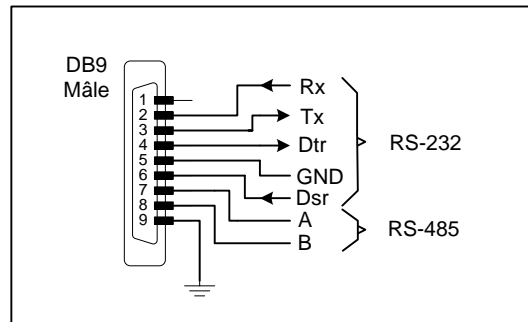 DB9
Mâle
1
2
3
4
5
6
7
8
9
Rx
Tx
Dtr
GND
Dsr
A
B
RS-232
RS-485